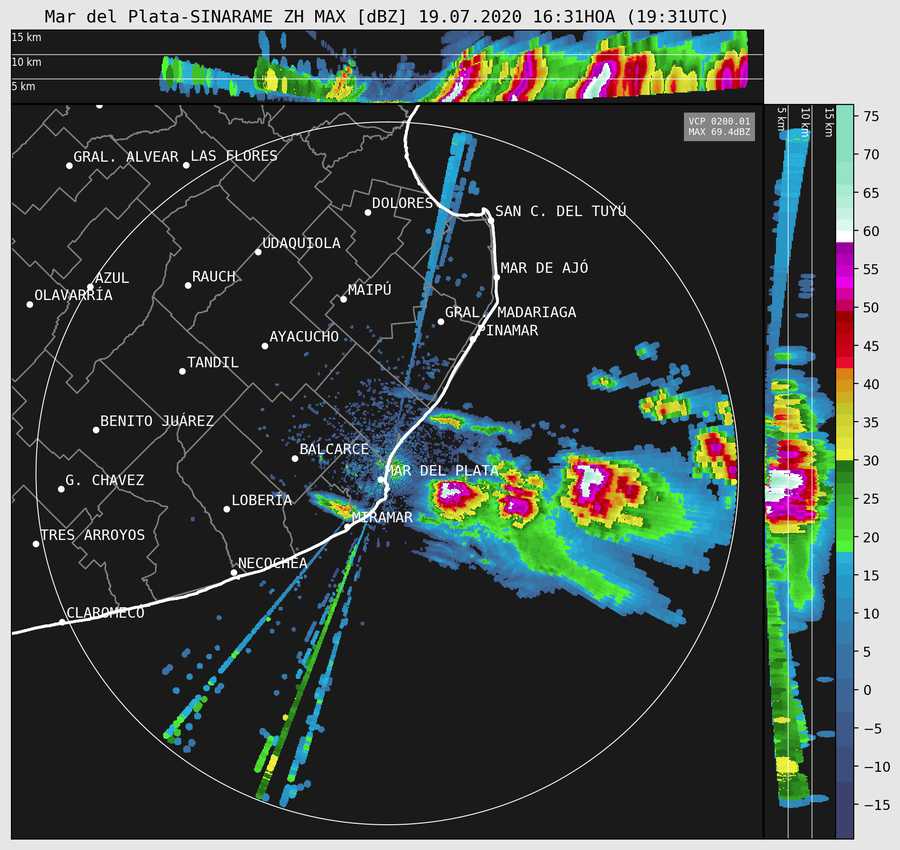 Mar del Plata-SINARAME ZH MAX [dBZ] 19.07.2020 16:31HOA (19:31UTC)
15 km
10 km
5 km
VCP 0200.01
MAX 69.4dBZ
5 km
10 km
15 km
GRAL. ALVEAR
LAS FLORES
DOLORES
SAN C. DEL TUYÚ
UDAQUIOLA
MAR DE AJÓ
AZUL
RAUCH
OLAVARRÍA
MAIPÚ
GRAL. MADARIAGA
PINAMAR
AYACUCHO
TANDIL
BENITO JUÁREZ
BALCARCE
MAR DEL PLATA
G. CHAVEZ
LOBERÍA
MIRAMAR
TRES ARROYOS
NECOCHEA
CLAROMECÓ
75
70
65
60
55
50
45
40
35
30
25
20
15
10
5
0
−5
−10
−15